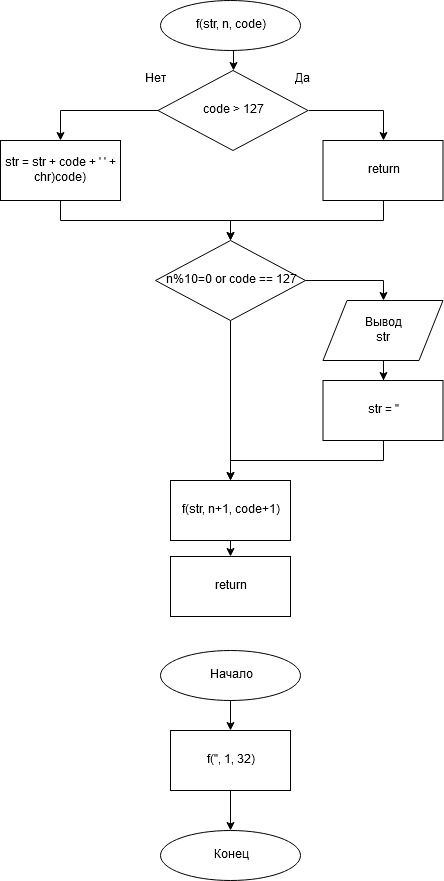 f(str, n, code)
Нет
Да
code > 127
str = str + code + ' ' +
chr)code)
return
n%10=0 or code == 127
Вывод
str
str = ''
f(str, n+1, code+1)
return
Начало
f('', 1, 32)
Конец